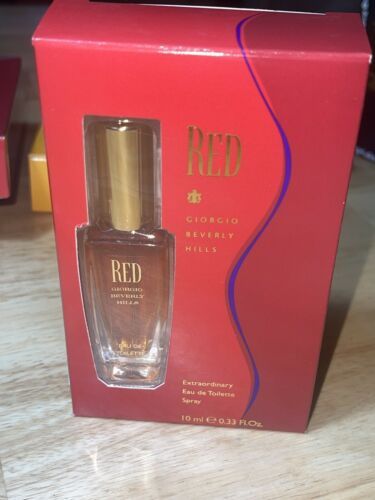 RED
GIORGIO
BEVERLY
HILLS
RED
GIORGIO
BEVERLY
HILLS
EAU DE
TOILETTE
Extraordinary
Eau de Toilette
Spray
10 ml ℮ 0.33 Fl.Oz.